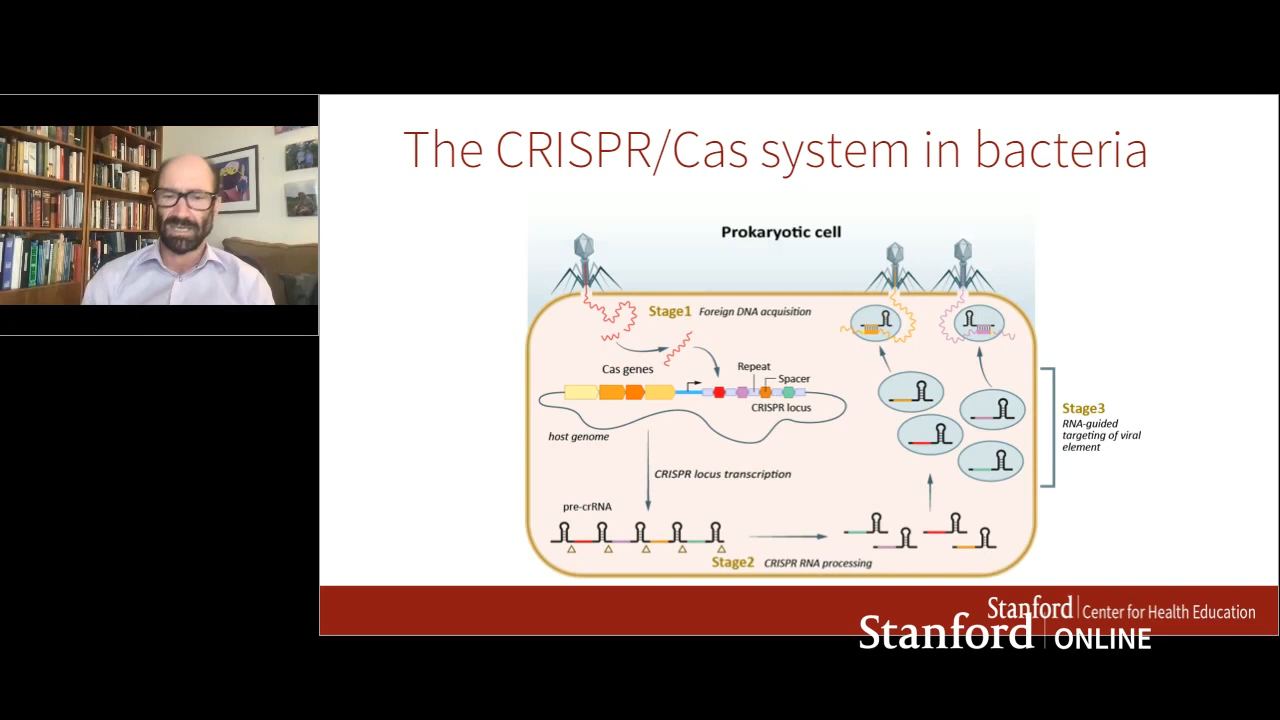 The CRISPR/Cas system in bacteria
Prokaryotic cell
Stage1 Foreign DNA acquisition
Cas genes
Repeat
Spacer
CRISPR locus
host genome
CRISPR locus transcription
pre-crRNA
Stage2 CRISPR RNA processing
Stage3
RNA-guided
targeting of viral
element
Stanford Center for Health Education
Stanford ONLINE